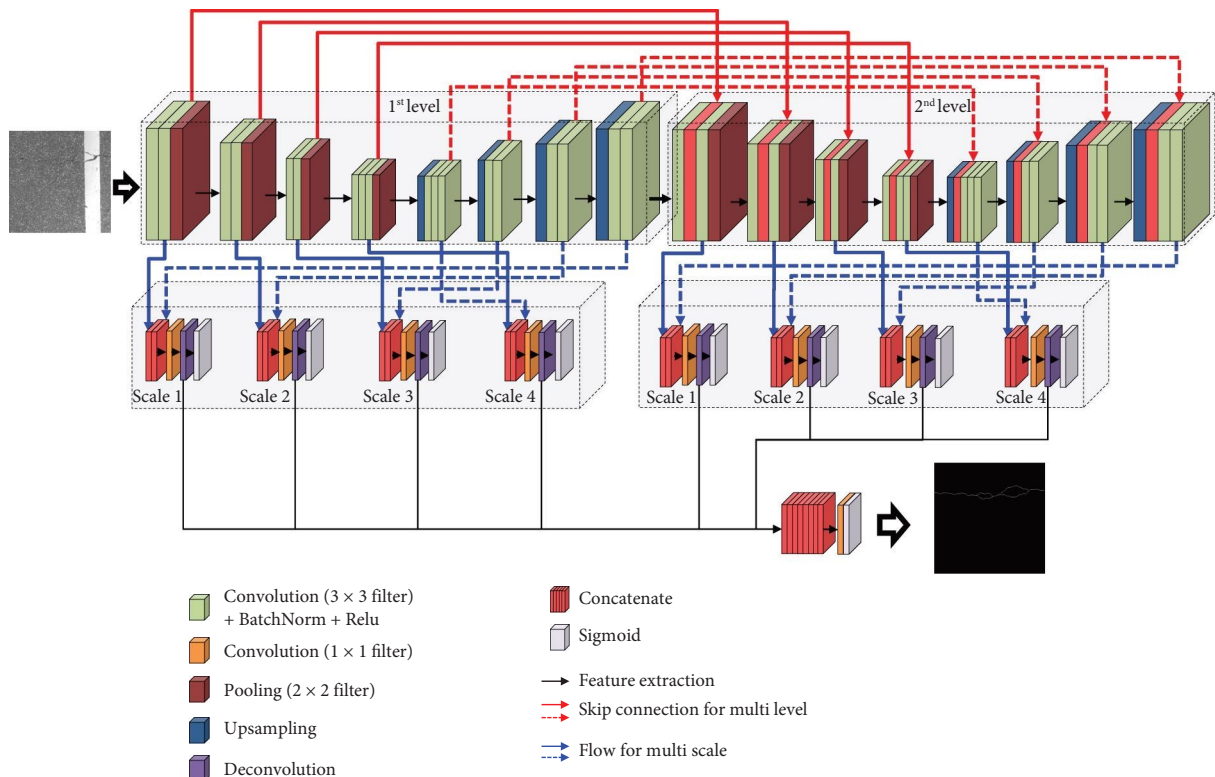 1st level
2nd level
Scale 1
Scale 2
Scale 3
Scale 4
Scale 1
Scale 2
Scale 3
Scale 4
Convolution (3 × 3 filter)
+ BatchNorm + Relu
Convolution (1 × 1 filter)
Pooling (2 × 2 filter)
Upsampling
Deconvolution
Concatenate
Sigmoid
Feature extraction
Skip connection for multi level
Flow for multi scale